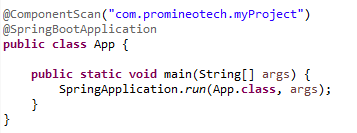 @ComponentScan("com.promineotech.myProject")
@SpringBootApplication
public class App {
    public static void main(String[] args) {
        SpringApplication.run(App.class, args);
    }
}